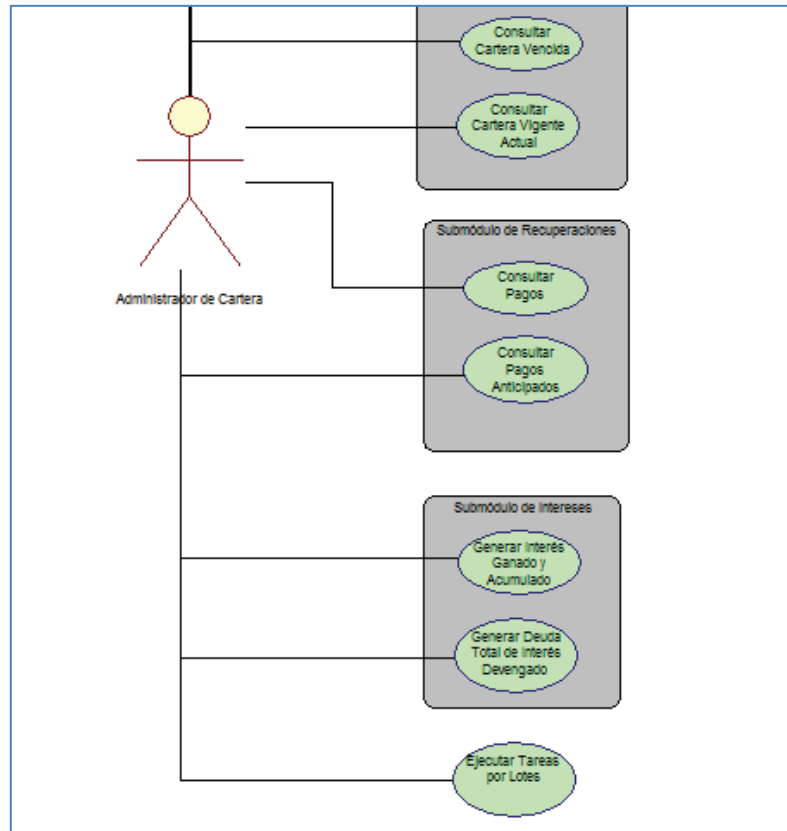 Consultar
Cartera Vencida
Consultar
Cartera Vigente
Actual
Submódulo de Recuperaciones
Consultar
Pagos
Administrador de Cartera
Consultar
Pagos
Anticipados
Submódulo de Intereses
Generar Interés
Ganado y
Acumulado
Generar Deuda
Total de Interés
Devengado
Ejecutar Tareas
por Lotes